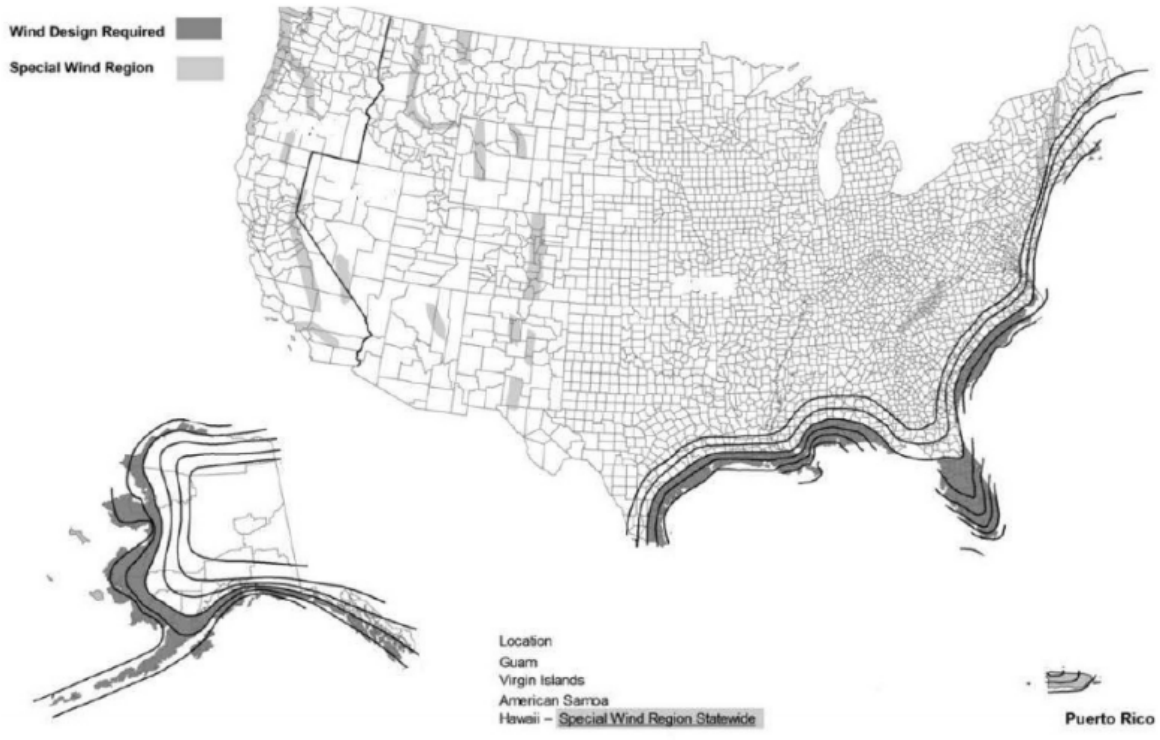 Wind Design Required
Special Wind Region
Location
Guam
Virgin Islands
American Samoa
Hawaii – Special Wind Region Statewide
Puerto Rico